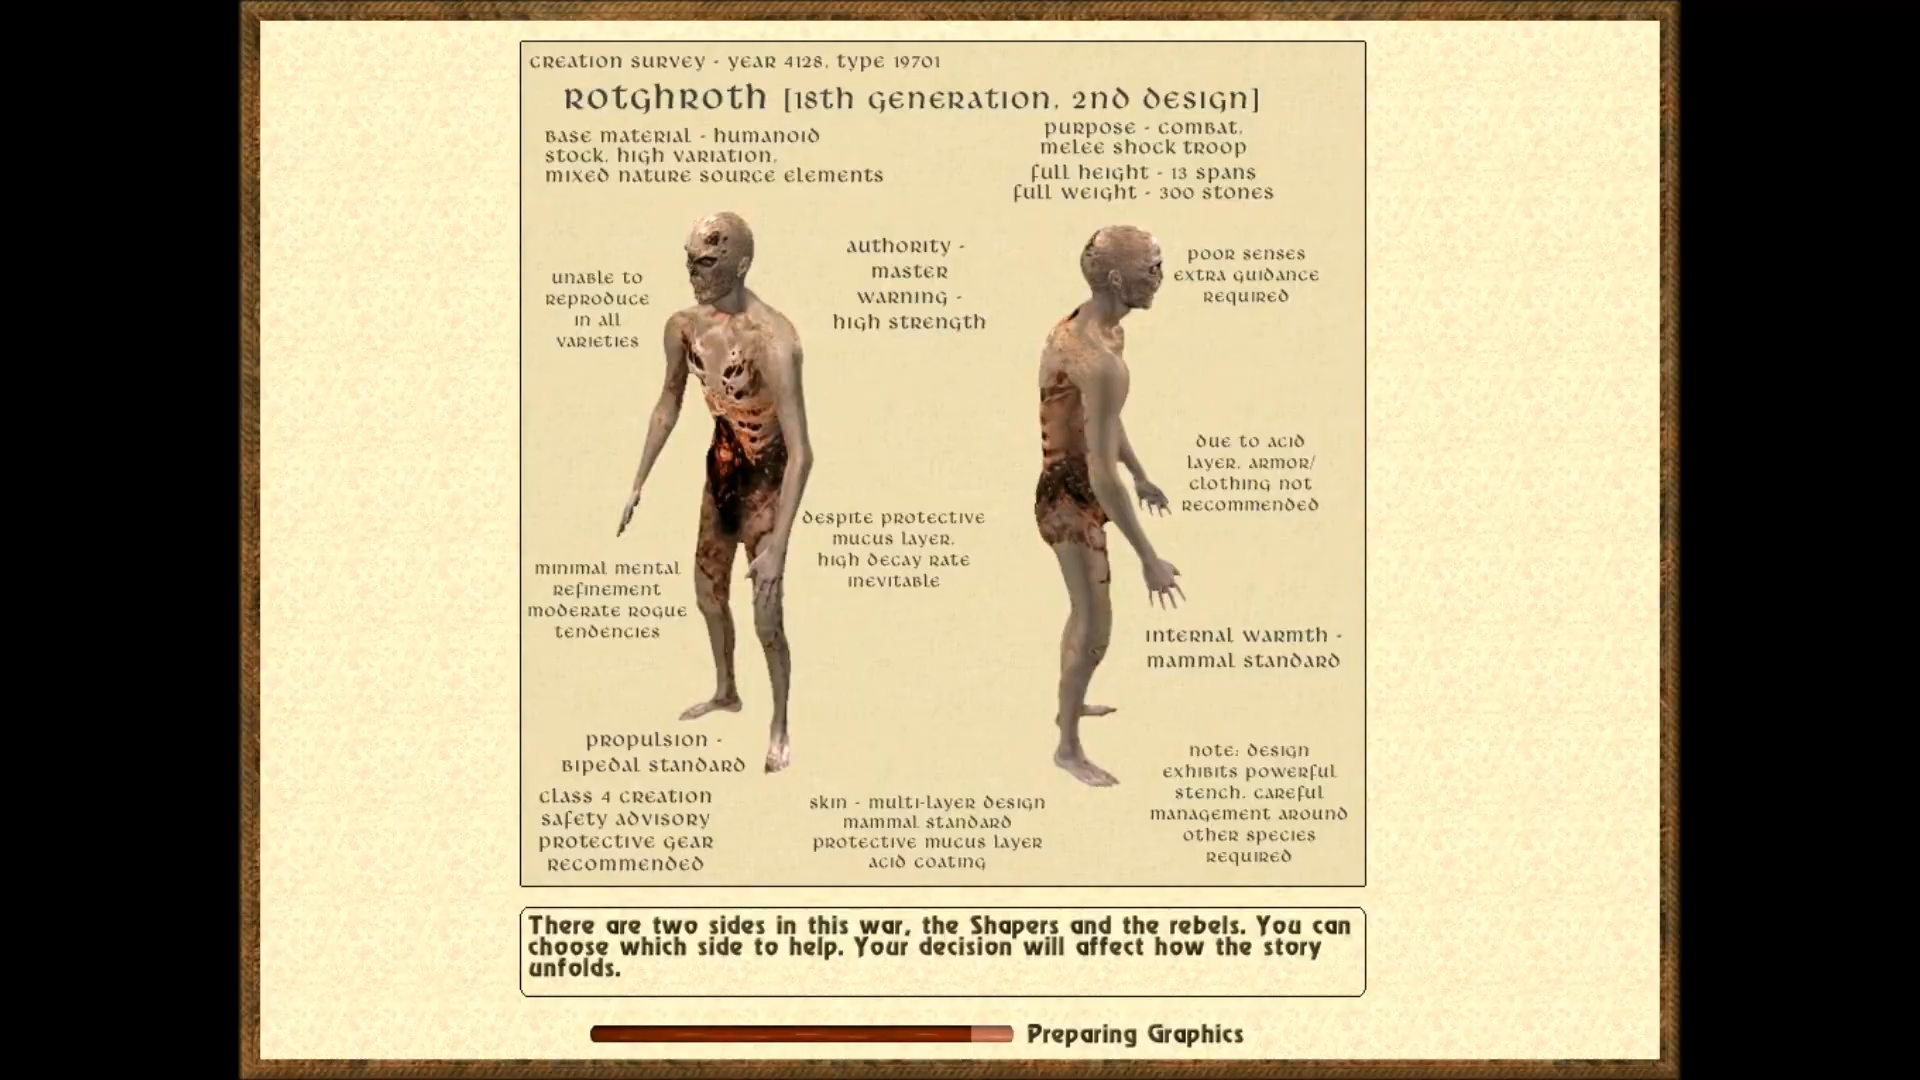 CREATION SURVEY - YEAR 4128, TYPE 19701
ROTGHROTH [18TH GENERATION, 2ND DESIGN]
BASE MATERIAL - HUMANOID
STOCK, HIGH VARIATION,
MIXED NATURE SOURCE ELEMENTS
PURPOSE - COMBAT,
MELEE SHOCK TROOP
FULL HEIGHT - 13 SPANS
FULL WEIGHT - 300 STONES
UNABLE TO
REPRODUCE
IN ALL
VARIETIES
AUTHORITY -
MASTER
WARNING -
HIGH STRENGTH
POOR SENSES
EXTRA GUIDANCE
REQUIRED
DUE TO ACID
LAYER, ARMOR/
CLOTHING NOT
RECOMMENDED
DESPITE PROTECTIVE
MUCUS LAYER,
HIGH DECAY RATE
INEVITABLE
MINIMAL MENTAL
REFINEMENT
MODERATE ROGUE
TENDENCIES
INTERNAL WARMTH -
MAMMAL STANDARD
PROPULSION -
BIPEDAL STANDARD
CLASS 4 CREATION
SAFETY ADVISORY
PROTECTIVE GEAR
RECOMMENDED
SKIN - MULTI-LAYER DESIGN
MAMMAL STANDARD
PROTECTIVE MUCUS LAYER
ACID COATING
NOTE: DESIGN
EXHIBITS POWERFUL
STENCH. CAREFUL
MANAGEMENT AROUND
OTHER SPECIES
REQUIRED
There are two sides in this war, the Shapers and the rebels. You can
choose which side to help. Your decision will affect how the story
unfolds.
Preparing Graphics